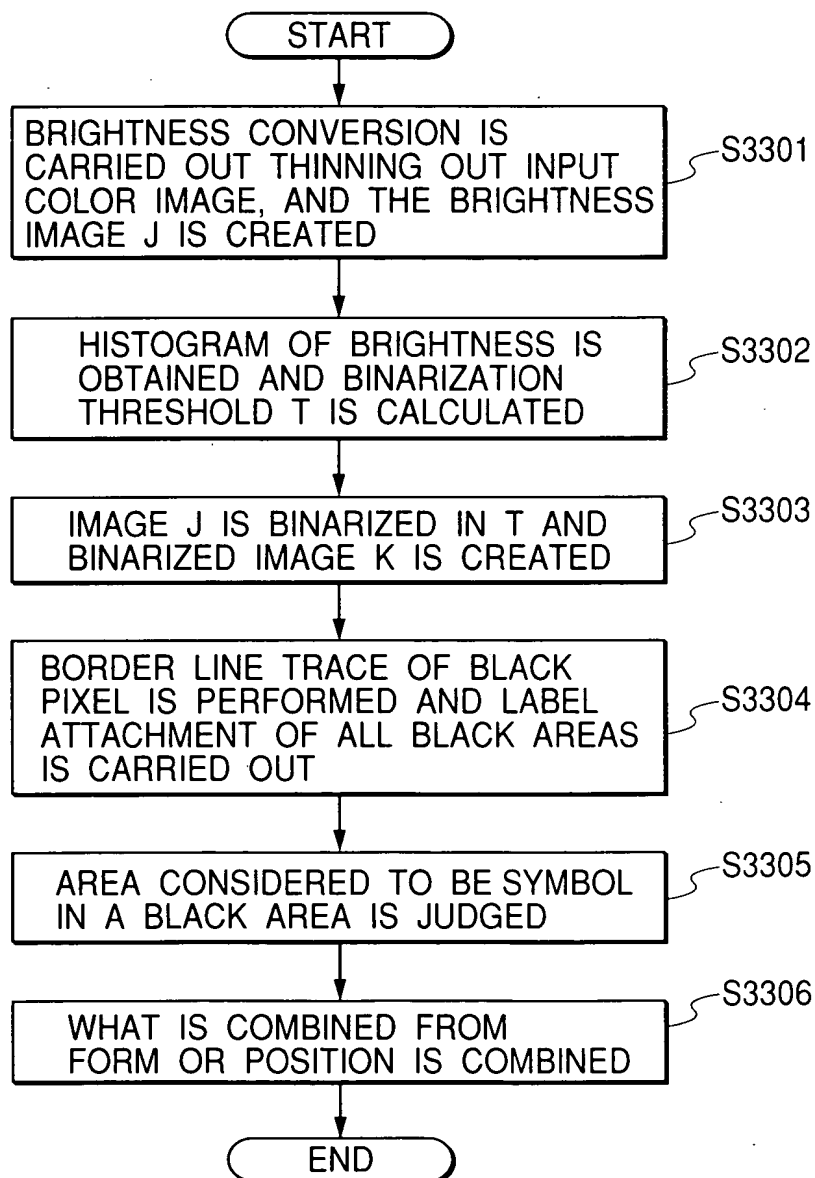 START
BRIGHTNESS CONVERSION IS
CARRIED OUT THINNING OUT INPUT
COLOR IMAGE, AND THE BRIGHTNESS
IMAGE J IS CREATED
S3301
HISTOGRAM OF BRIGHTNESS IS
OBTAINED AND BINARIZATION
THRESHOLD T IS CALCULATED
S3302
IMAGE J IS BINARIZED IN T AND
BINARIZED IMAGE K IS CREATED
S3303
BORDER LINE TRACE OF BLACK
PIXEL IS PERFORMED AND LABEL
ATTACHMENT OF ALL BLACK AREAS
IS CARRIED OUT
S3304
AREA CONSIDERED TO BE SYMBOL
IN A BLACK AREA IS JUDGED
S3305
WHAT IS COMBINED FROM
FORM OR POSITION IS COMBINED
S3306
END